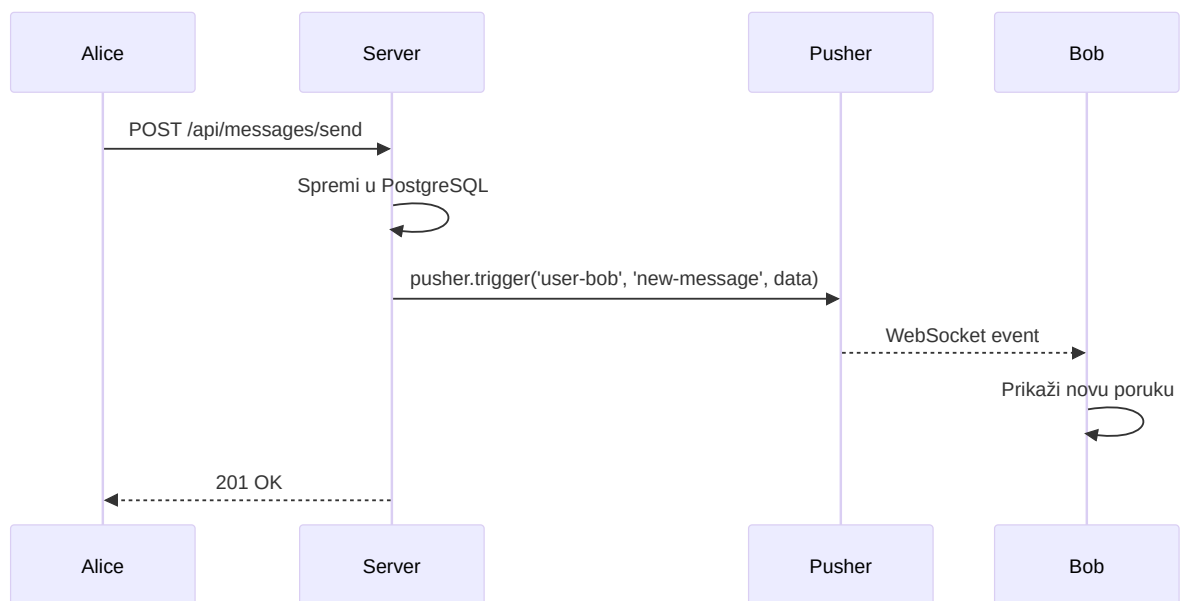 Alice
Server
Pusher
Bob
POST /api/messages/send
Spremi u PostgreSQL
pusher.trigger('user-bob', 'new-message', data)
WebSocket event
Prikaži novu poruku
201 OK
Alice
Server
Pusher
Bob